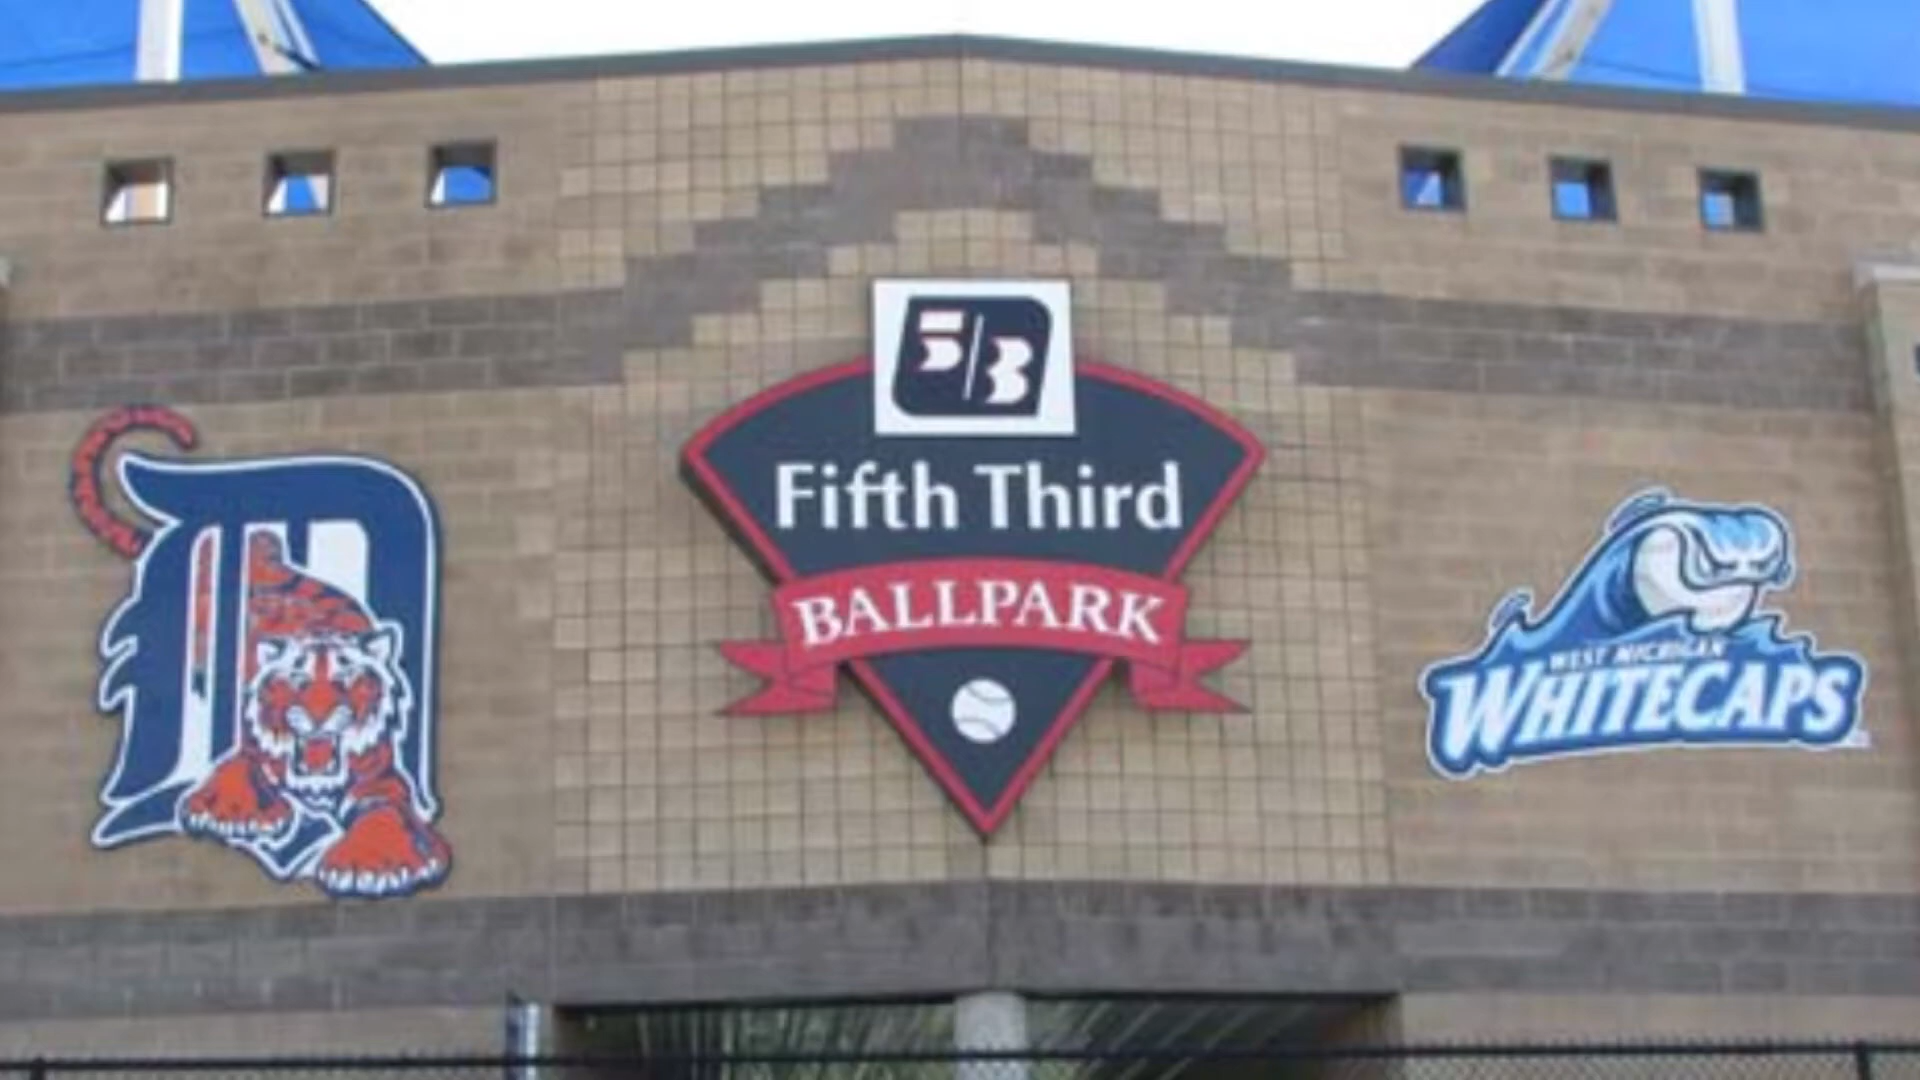 5/3
Fifth Third
BALLPARK
D
WEST MICHIGAN
WHITECAPS